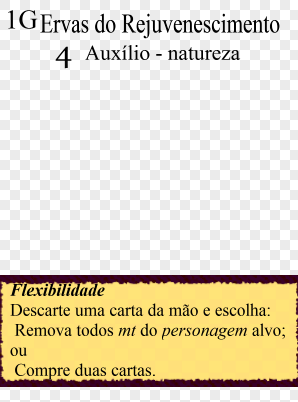 1G Ervas do Rejuvenescimento
4 Auxílio - natureza
Flexibilidade
Descarte uma carta da mão e escolha:
Remova todos mt do personagem alvo;
ou
Compre duas cartas.